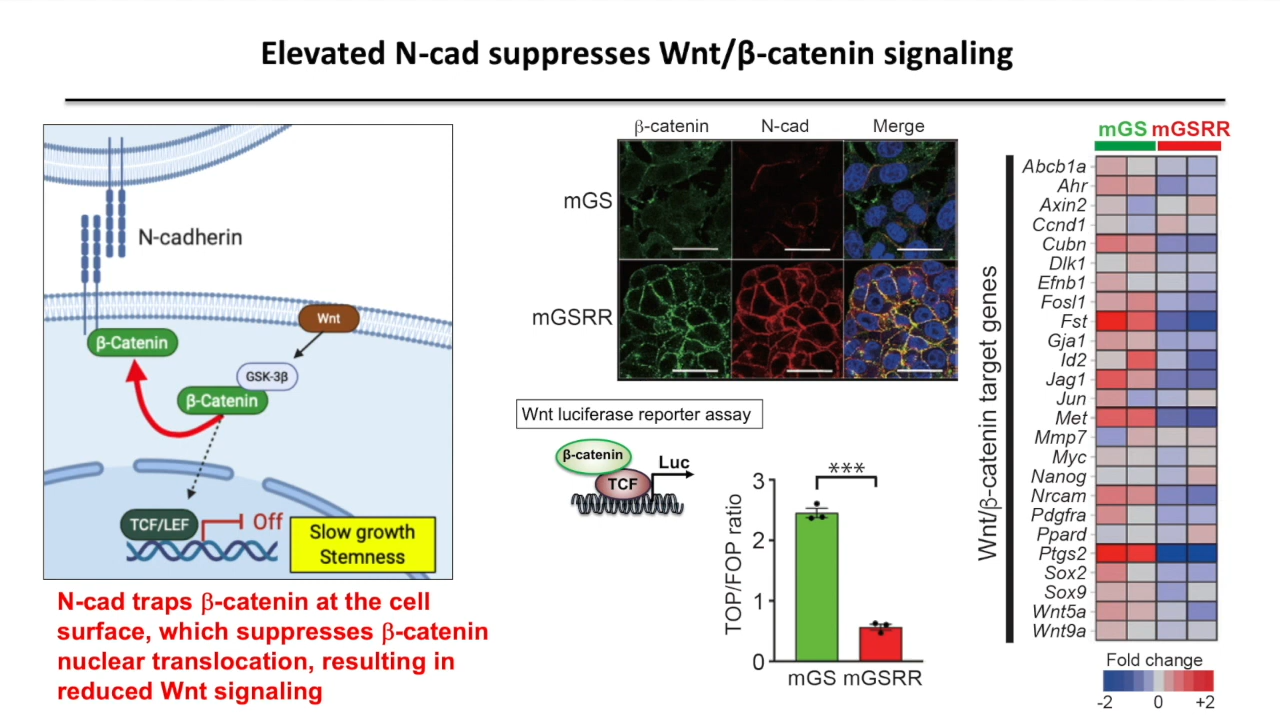 Elevated N-cad suppresses Wnt/β-catenin signaling
N-cadherin
Wnt
β-Catenin
GSK-3β
β-Catenin
TCF/LEF
Off
Slow growth
Stemness
N-cad traps β-catenin at the cell
surface, which suppresses β-catenin
nuclear translocation, resulting in
reduced Wnt signaling
β-catenin N-cad Merge
mGS
mGSRR
Wnt luciferase reporter assay
β-catenin
TCF
Luc
TOP/FOP ratio
3
2
1
0
***
mGS mGSRR
mGS mGSRR
Wnt/β-catenin target genes
Abcb1a
Ahr
Axin2
Ccnd1
Cubn
Dlk1
Efnb1
Fosl1
Fst
Gja1
Id2
Jag1
Jun
Met
Mmp7
Myc
Nanog
Nrcam
Pdgfra
Ppard
Ptgs2
Sox2
Sox9
Wnt5a
Wnt9a
Fold change
-2 0 +2